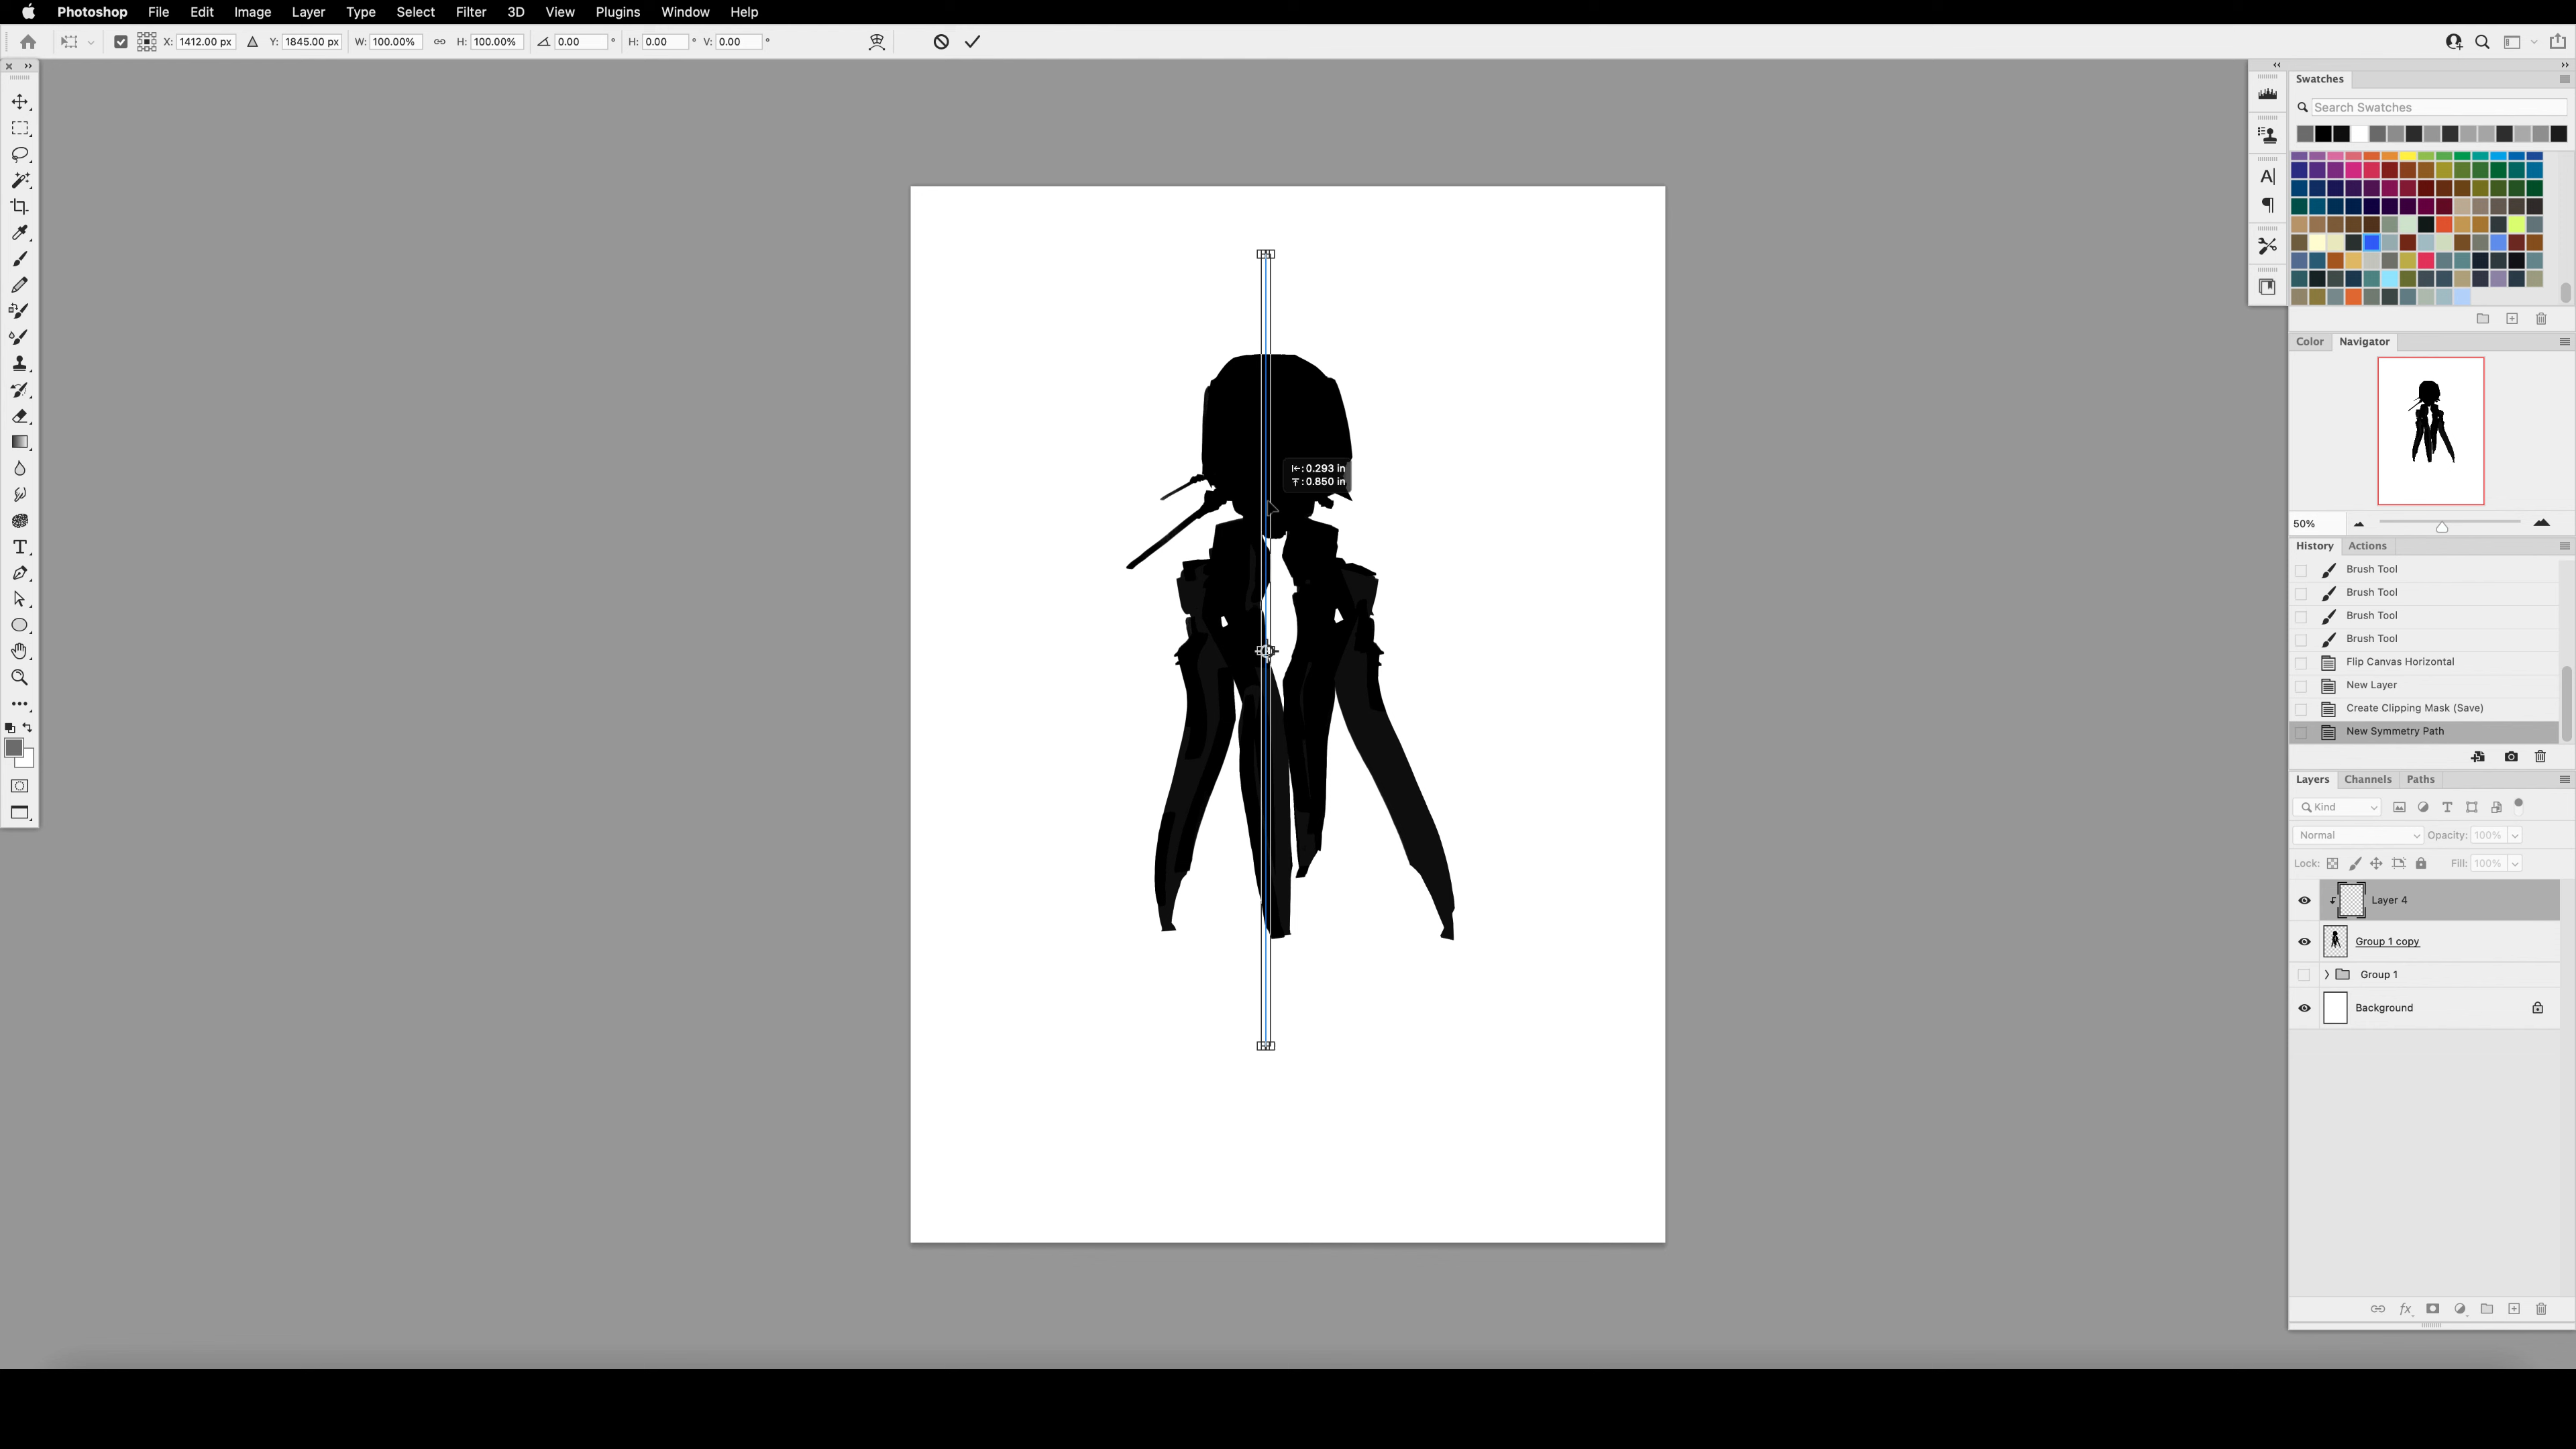 Photoshop File Edit Image Layer Type Select Filter 3D View Plugins Window Help
X: 1412.00 px Y: 1845.00 px W: 100.00% H: 100.00% 0.00 ° H: 0.00 ° V: 0.00 °
Swatches
Search Swatches
0.293 in
0.850 in
Color Navigator
50%
History Actions
Brush Tool
Brush Tool
Brush Tool
Brush Tool
Flip Canvas Horizontal
New Layer
Create Clipping Mask (Save)
New Symmetry Path
Layers Channels Paths
Kind
Normal Opacity: 100%
Lock: Fill: 100%
Layer 4
Group 1 copy
Group 1
Background
fx